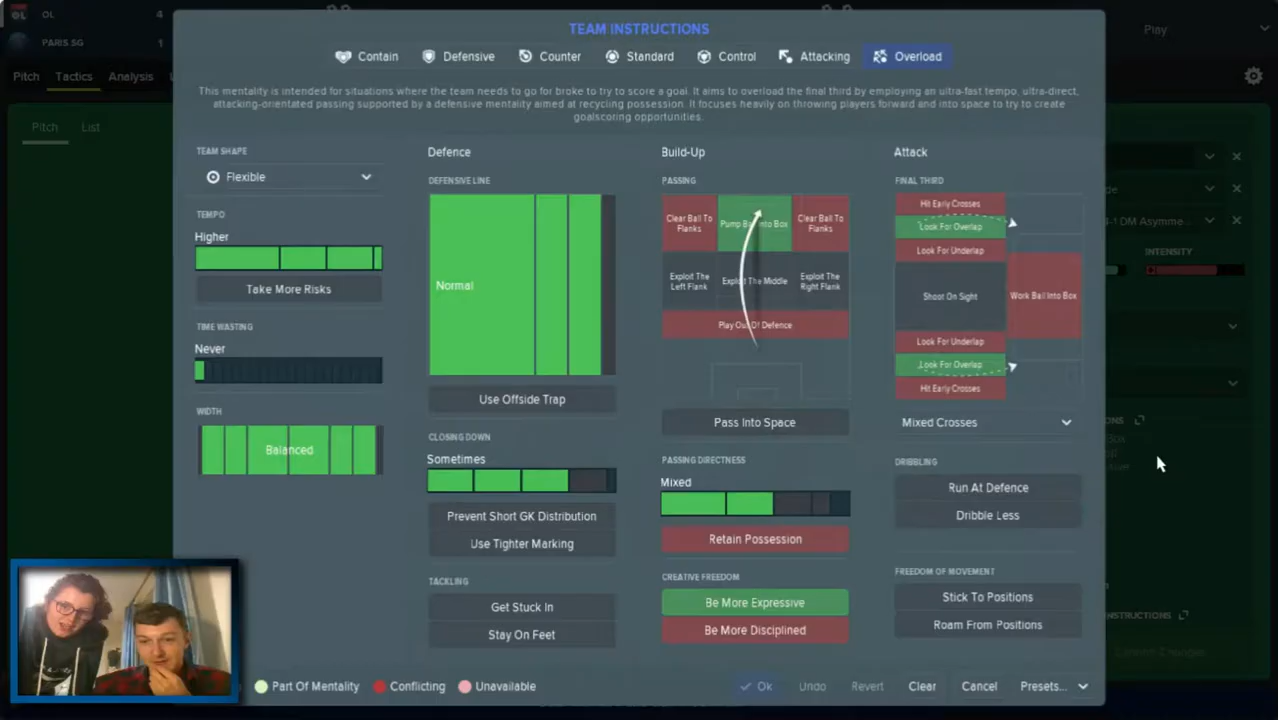 OL 4
PARIS SG 1
Play
Pitch Tactics Analysis
Pitch List
TEAM INSTRUCTIONS
Contain Defensive Counter Standard Control Attacking Overload
This mentality is intended for situations where the team needs to go for broke to try to score a goal. It aims to overload the final third by employing an ultra-fast tempo, ultra-direct,
attacking-orientated passing supported by a defensive mentality aimed at recycling possession. It focuses heavily on throwing players forward and into space to try to create
goalscoring opportunities.
TEAM SHAPE
Flexible
TEMPO
Higher
Take More Risks
TIME WASTING
Never
WIDTH
Balanced
Defence
DEFENSIVE LINE
Normal
Use Offside Trap
CLOSING DOWN
Sometimes
Prevent Short GK Distribution
Use Tighter Marking
TACKLING
Get Stuck In
Stay On Feet
Build-Up
PASSING
Clear Ball To
Flanks
Pump Ball Into Box
Clear Ball To
Flanks
Exploit The
Left Flank
Exploit The Middle
Exploit The
Right Flank
Play Out Of Defence
Pass Into Space
PASSING DIRECTNESS
Mixed
Retain Possession
CREATIVE FREEDOM
Be More Expressive
Be More Disciplined
Attack
FINAL THIRD
Hit Early Crosses
Look For Overlap
Look For Underlap
Shoot On Sight
Work Ball Into Box
Look For Underlap
Look For Overlap
Hit Early Crosses
Mixed Crosses
DRIBBLING
Run At Defence
Dribble Less
FREEDOM OF MOVEMENT
Stick To Positions
Roam From Positions
-1 DM Asymme...
INTENSITY
Part Of Mentality Conflicting Unavailable
Ok Undo Revert Clear Cancel Presets...